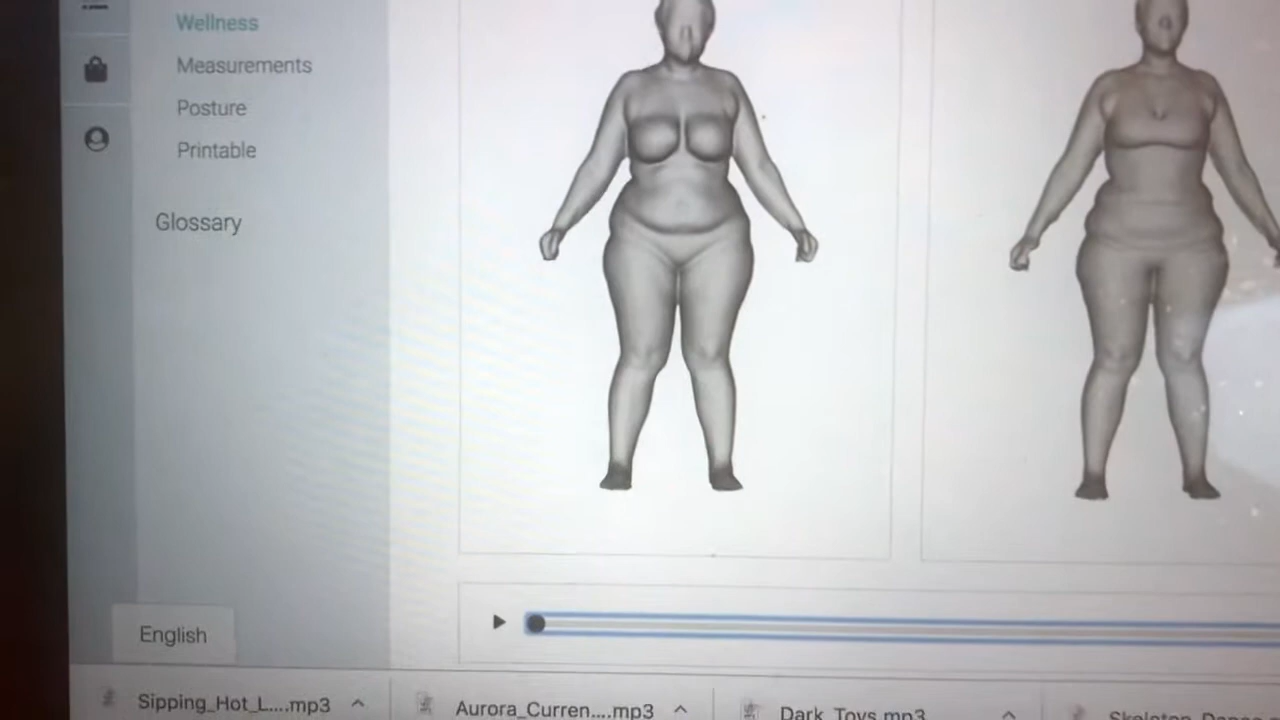 Wellness
Measurements
Posture
Printable
Glossary
English
Sipping_Hot_L....mp3
Aurora_Curren....mp3
Dark_Toys.mp3